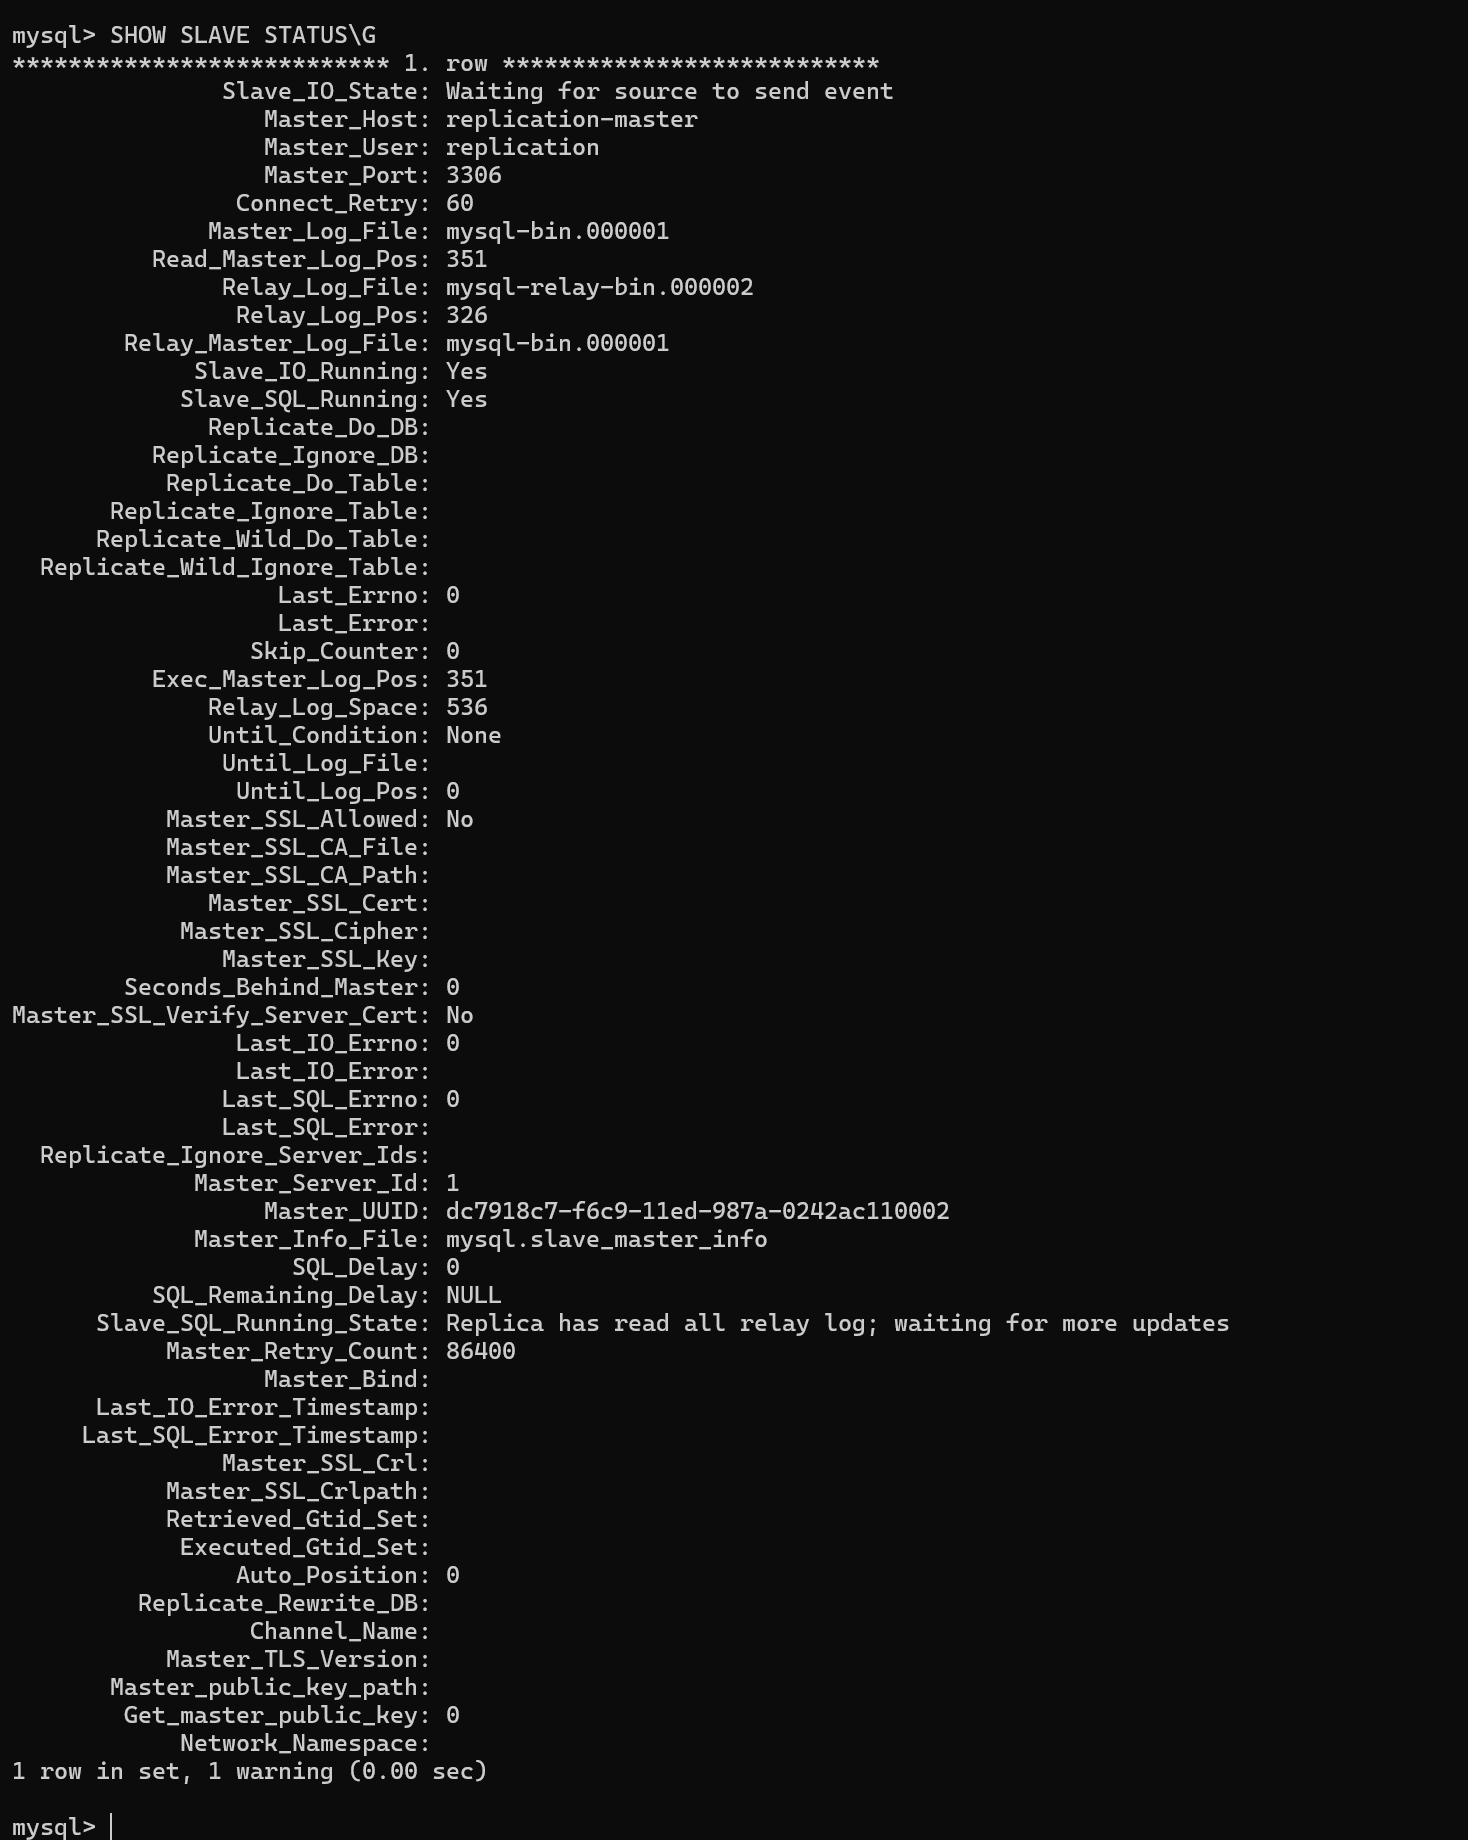 mysql> SHOW SLAVE STATUS\G
*************************** 1. row ***************************
Slave_IO_State: Waiting for source to send event
Master_Host: replication-master
Master_User: replication
Master_Port: 3306
Connect_Retry: 60
Master_Log_File: mysql-bin.000001
Read_Master_Log_Pos: 351
Relay_Log_File: mysql-relay-bin.000002
Relay_Log_Pos: 326
Relay_Master_Log_File: mysql-bin.000001
Slave_IO_Running: Yes
Slave_SQL_Running: Yes
Replicate_Do_DB:
Replicate_Ignore_DB:
Replicate_Do_Table:
Replicate_Ignore_Table:
Replicate_Wild_Do_Table:
Replicate_Wild_Ignore_Table:
Last_Errno: 0
Last_Error:
Skip_Counter: 0
Exec_Master_Log_Pos: 351
Relay_Log_Space: 536
Until_Condition: None
Until_Log_File:
Until_Log_Pos: 0
Master_SSL_Allowed: No
Master_SSL_CA_File:
Master_SSL_CA_Path:
Master_SSL_Cert:
Master_SSL_Cipher:
Master_SSL_Key:
Seconds_Behind_Master: 0
Master_SSL_Verify_Server_Cert: No
Last_IO_Errno: 0
Last_IO_Error:
Last_SQL_Errno: 0
Last_SQL_Error:
Replicate_Ignore_Server_Ids:
Master_Server_Id: 1
Master_UUID: dc7918c7-f6c9-11ed-987a-0242ac110002
Master_Info_File: mysql.slave_master_info
SQL_Delay: 0
SQL_Remaining_Delay: NULL
Slave_SQL_Running_State: Replica has read all relay log; waiting for more updates
Master_Retry_Count: 86400
Master_Bind:
Last_IO_Error_Timestamp:
Last_SQL_Error_Timestamp:
Master_SSL_Crl:
Master_SSL_Crlpath:
Retrieved_Gtid_Set:
Executed_Gtid_Set:
Auto_Position: 0
Replicate_Rewrite_DB:
Channel_Name:
Master_TLS_Version:
Master_public_key_path:
Get_master_public_key: 0
Network_Namespace:
1 row in set, 1 warning (0.00 sec)
mysql>